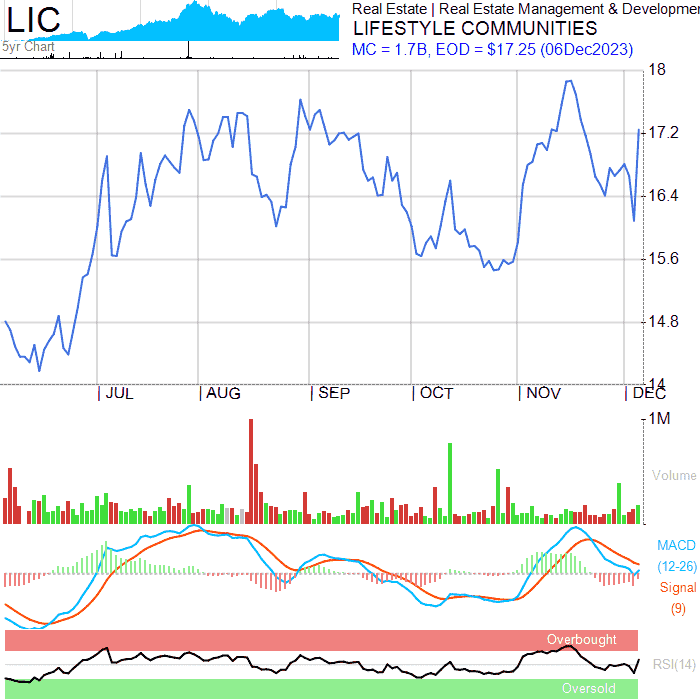 LIC
5yr Chart
Real Estate | Real Estate Management & Developmen
LIFESTYLE COMMUNITIES
MC = 1.7B, EOD = $17.25 (06Dec2023)
18
17.2
16.4
15.6
14.8
14
JUL AUG SEP OCT NOV DEC
1M
Volume
MACD
(12-26)
Signal
(9)
Overbought
RSI(14)
Oversold